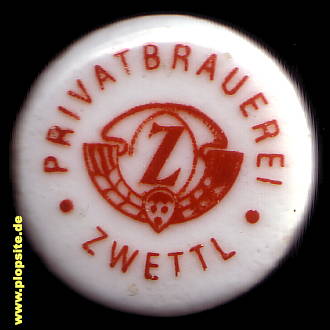 PRIVATBRAUEREI
Z
• ZWETTL •
www.plopsite.de